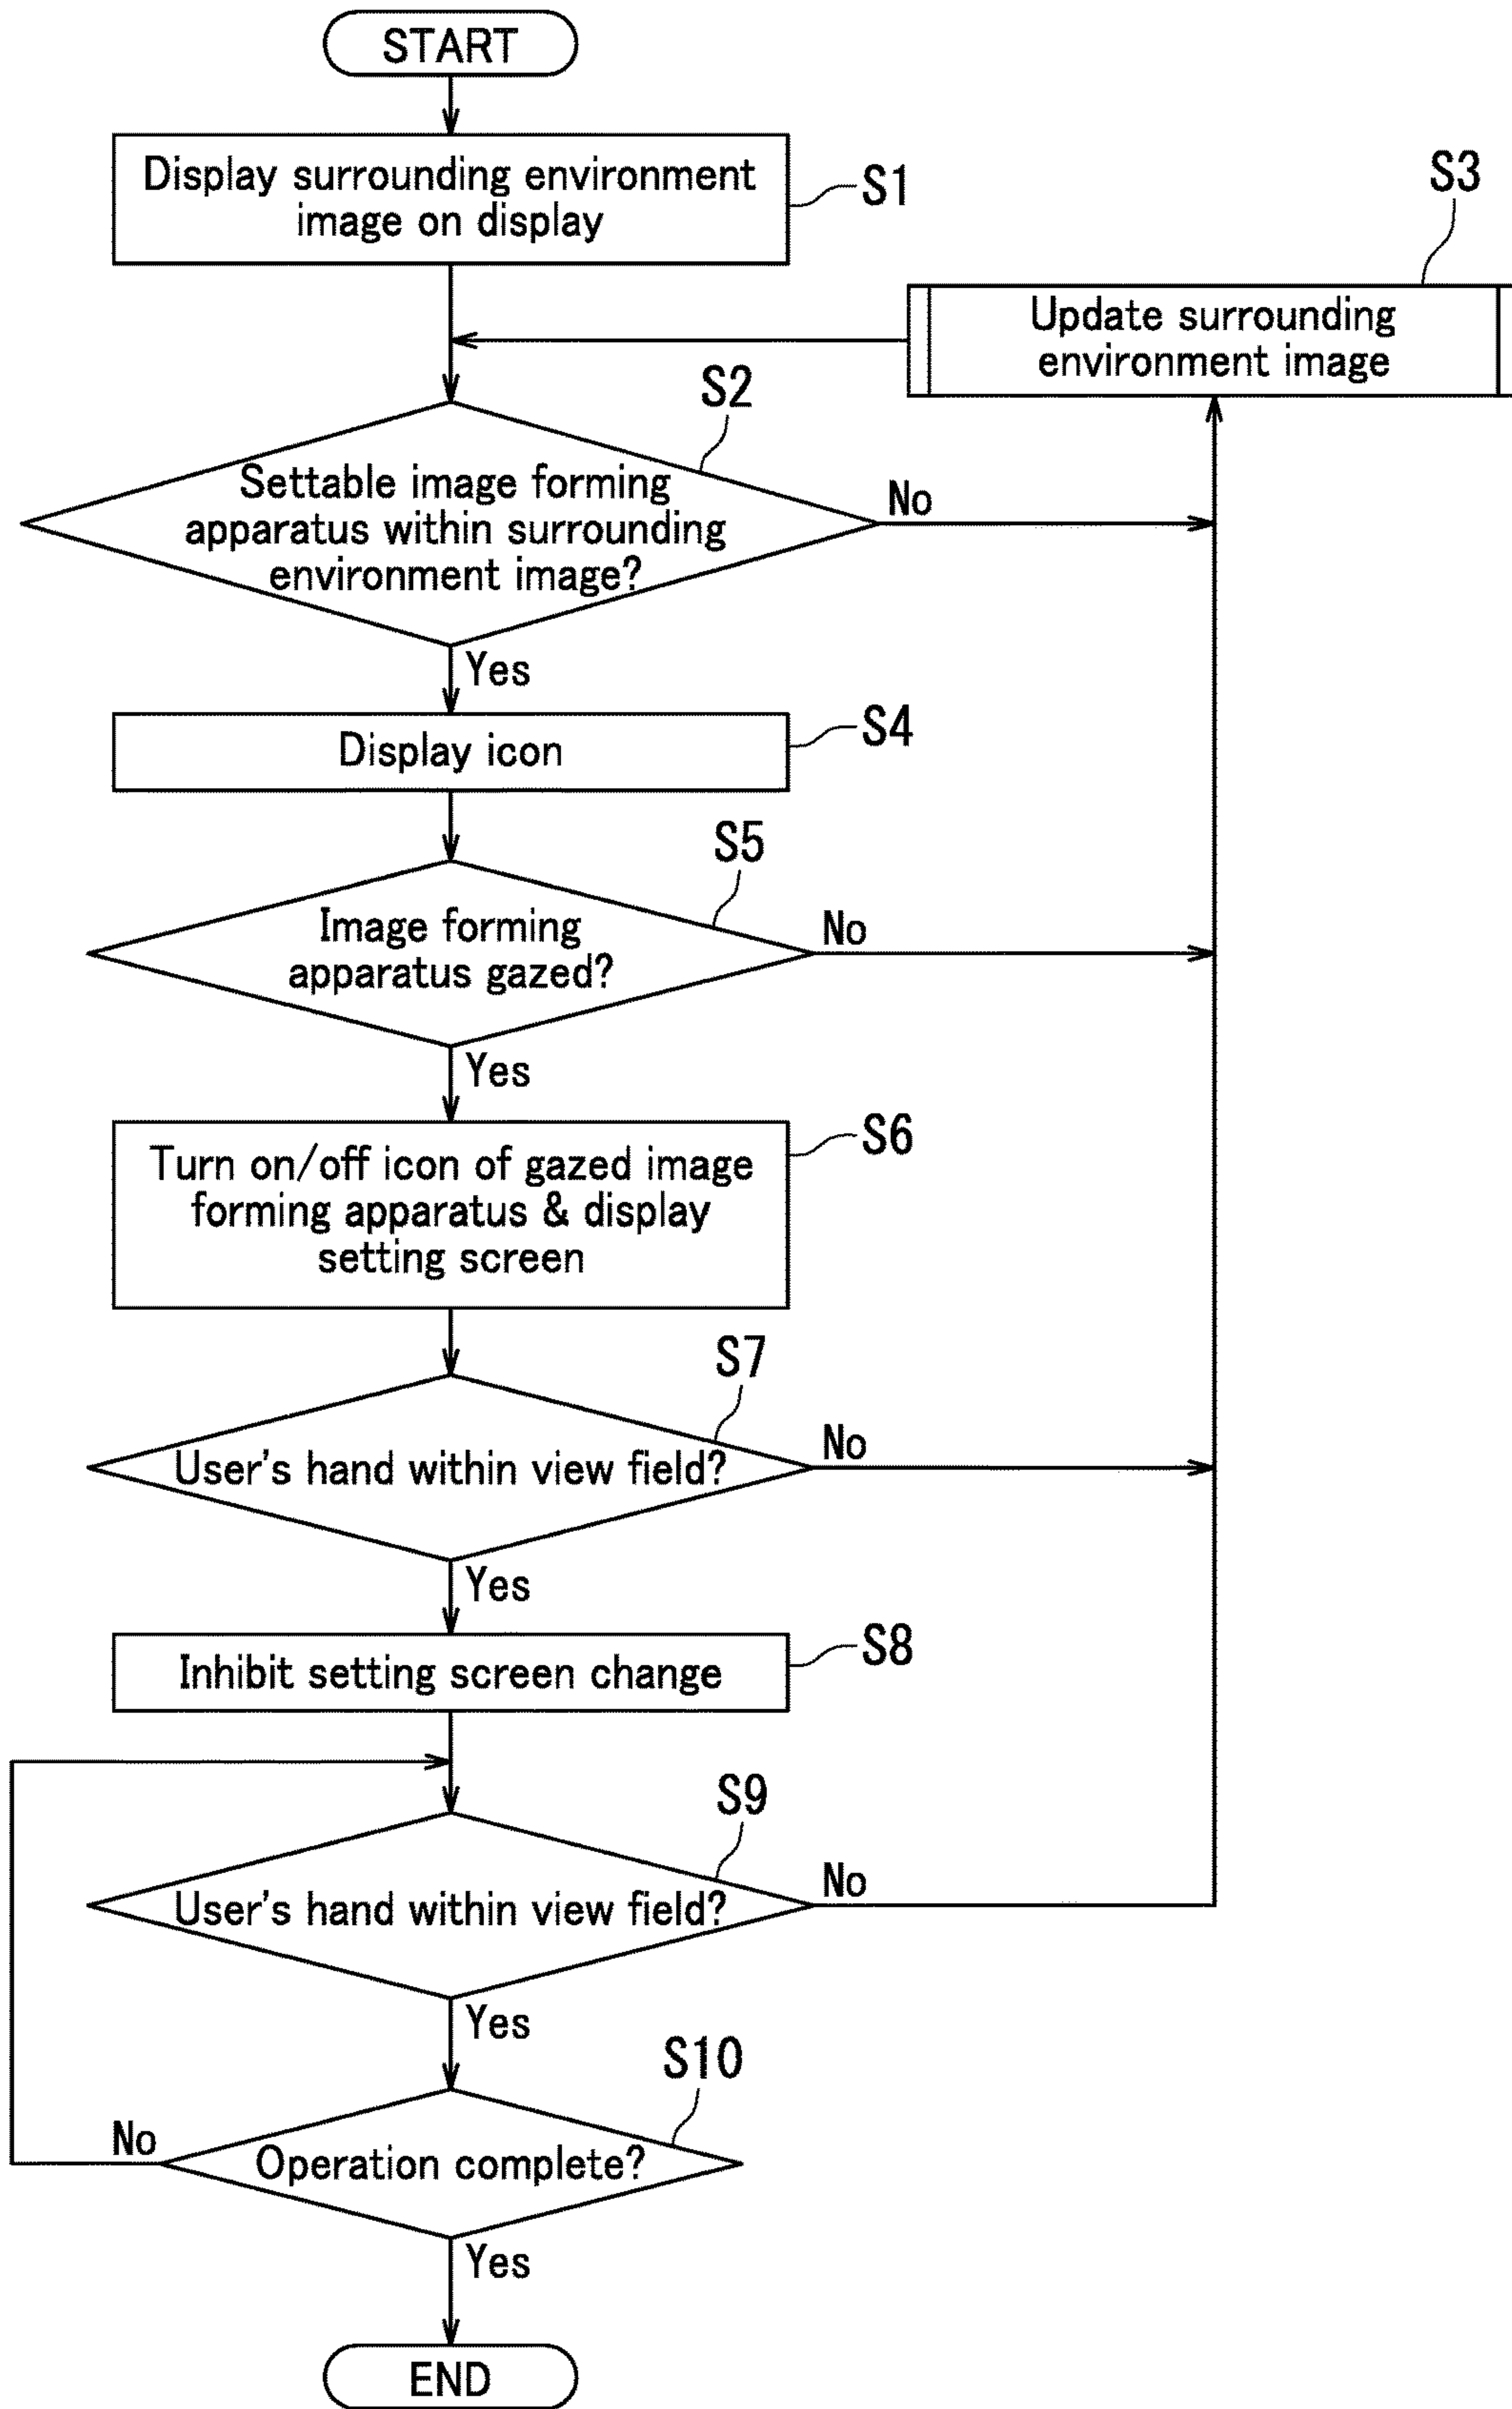 START
Display surrounding environment
image on display
S1
S3
Update surrounding
environment image
S2
Settable image forming
apparatus within surrounding
environment image?
No
Yes
Display icon
S4
S5
Image forming
apparatus gazed?
No
Yes
S6
Turn on/off icon of gazed image
forming apparatus & display
setting screen
S7
User's hand within view field?
No
Yes
Inhibit setting screen change
S8
S9
User's hand within view field?
No
Yes
S10
Operation complete?
No
Yes
END